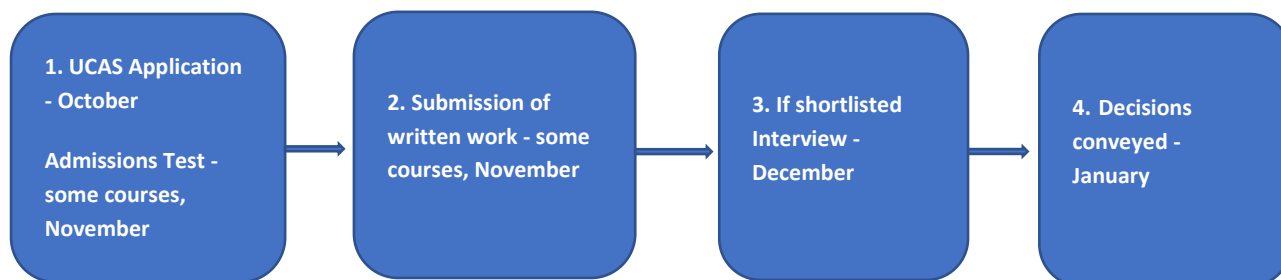 1. UCAS Application
- October
Admissions Test -
some courses,
November
2. Submission of
written work - some
courses, November
3. If shortlisted
Interview -
December
4. Decisions
conveyed -
January